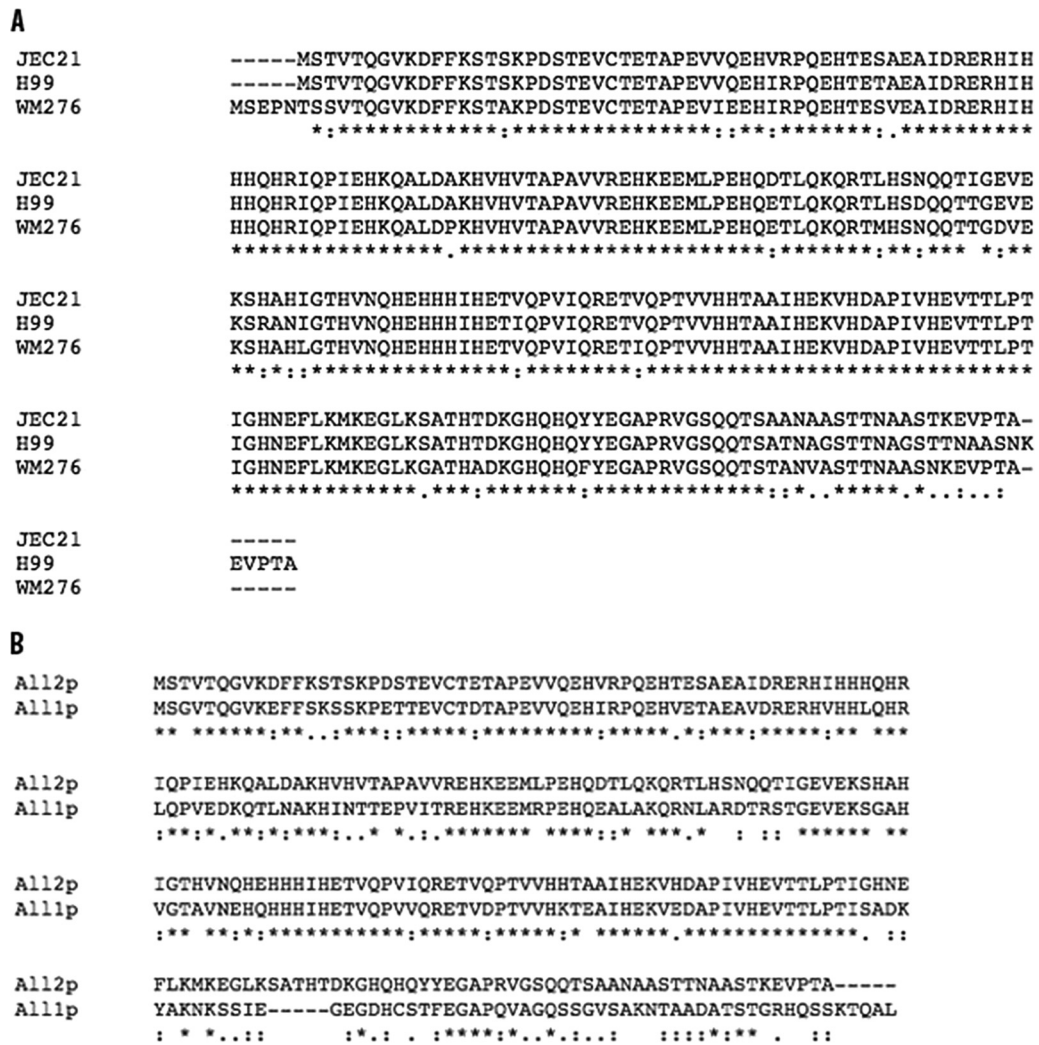 A
JEC21 -----MSTVTQGVKDFFKSTSKPDSTEVCTETAPEVVQEHVRPQEHTESAEAIDRERHIH
H99 -----MSTVTQGVKDFFKSTSKPDSTEVCTETAPEVVQEHIRPQEHTETAEAIDRERHIH
WM276 MSEPNTSSVTQGVKDFFKSTAKPDSTEVCTETAPEVIEEHIRPQEHTESVEAIDRERHIH
*:************:***************::**:*******:.**********
JEC21 HHQHRIQPIEHKQALDAKHVHVTAPAVVREHKEEMLPEHQDTLQKQRTLHSNQQTIGEVE
H99 HHQHRIQPIEHKQALDAKHVHVTAPAVVREHKEEMLPEHQETLQKQRTLHSDQQTTGEVE
WM276 HHQHRIQPIEHKQALDPKHVHVTAPAVVREHKEEMLPEHQETLQKQRTMHSNQQTTGDVE
****************.***********************:*******:**:*** *:**
JEC21 KSHAHIGTHVNQHEHHHIHETVQPVIQRETVQPTVVHHTAAIHEKVHDAPIVHEVTTLPT
H99 KSRANIGTHVNQHEHHHIHETIQPVIQRETVQPTVVHHTAAIHEKVHDAPIVHEVTTLPT
WM276 KSHAHLGTHVNQHEHHHIHETVQPVIQRETIQPTVVHHTAAIHEKVHDAPIVHEVTTLPT
**:*::***************:********:*****************************
JEC21 IGHNEFLKMKEGLKSATHTDKGHQHQYYEGAPRVGSQQTSAANAASTTNAASTKEVPTA-
H99 IGHNEFLKMKEGLKSATHTDKGHQHQYYEGAPRVGSQQTSATNAGSTTNAGSTTNAASNK
WM276 IGHNEFLKMKEGLKGATHADKGHQHQFYEGAPRVGSQQTSTANVASTTNAASNKEVPTA-
**************.***:*******:*************::*..*****.*..:..:
JEC21 -----
H99 EVPTA
WM276 -----
B
All2p MSTVTQGVKDFFKSTSKPDSTEVCTETAPEVVQEHVRPQEHTESAEAIDRERHIHHHQHR
All1p MSGVTQGVKEFFSKSSKPETTEVCTDTAPEVVQEHIRPQEHVETAEAVDRERHVHHLQHR
** ******:**..:***::*****:*********:*****.*:***:*****:** ***
All2p IQPIEHKQALDAKHVHVTAPAVVREHKEEMLPEHQDTLQKQRTLHSNQQTIGEVEKSHAH
All1p LQPVEDKQTLNAKHINTTEPVITREHKEEMRPEHQEALAKQRNLARDTRSTGEVEKSGAH
:**:*.**:*:***:..* *.:.******* ****::* ***.* : :: ****** **
All2p IGTHVNQHEHHHIHETVQPVIQRETVQPTVVHHTAAIHEKVHDAPIVHEVTTLPTIGHNE
All1p VGTAVNEHQHHHIHETVQPVVQRETVDPTVVHKTEAIHEKVEDAPIVHEVTTLPTISADK
:** **:*:***********:*****:*****:* ******.**************. ::
All2p FLKMKEGLKSATHTDKGHQHQYYEGAPRVGSQQTSAANAASTTNAASTKEVPTA-----
All1p YAKNKSSIE-----GEGDHCSTFEGAPQVAGQSSGVSAKNTAADATSTGRHQSSKTQAL
: * *..:: :*.: . :****:*..*.:..: ::::*:** . ::